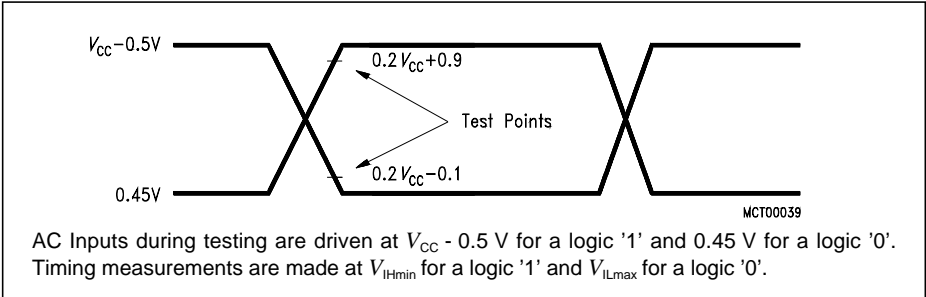 V_CC−0.5V
0.2 V_CC+0.9
Test Points
0.2 V_CC−0.1
0.45V
MCT00039
AC Inputs during testing are driven at V_CC - 0.5 V for a logic '1' and 0.45 V for a logic '0'.
Timing measurements are made at V_IHmin for a logic '1' and V_ILmax for a logic '0'.